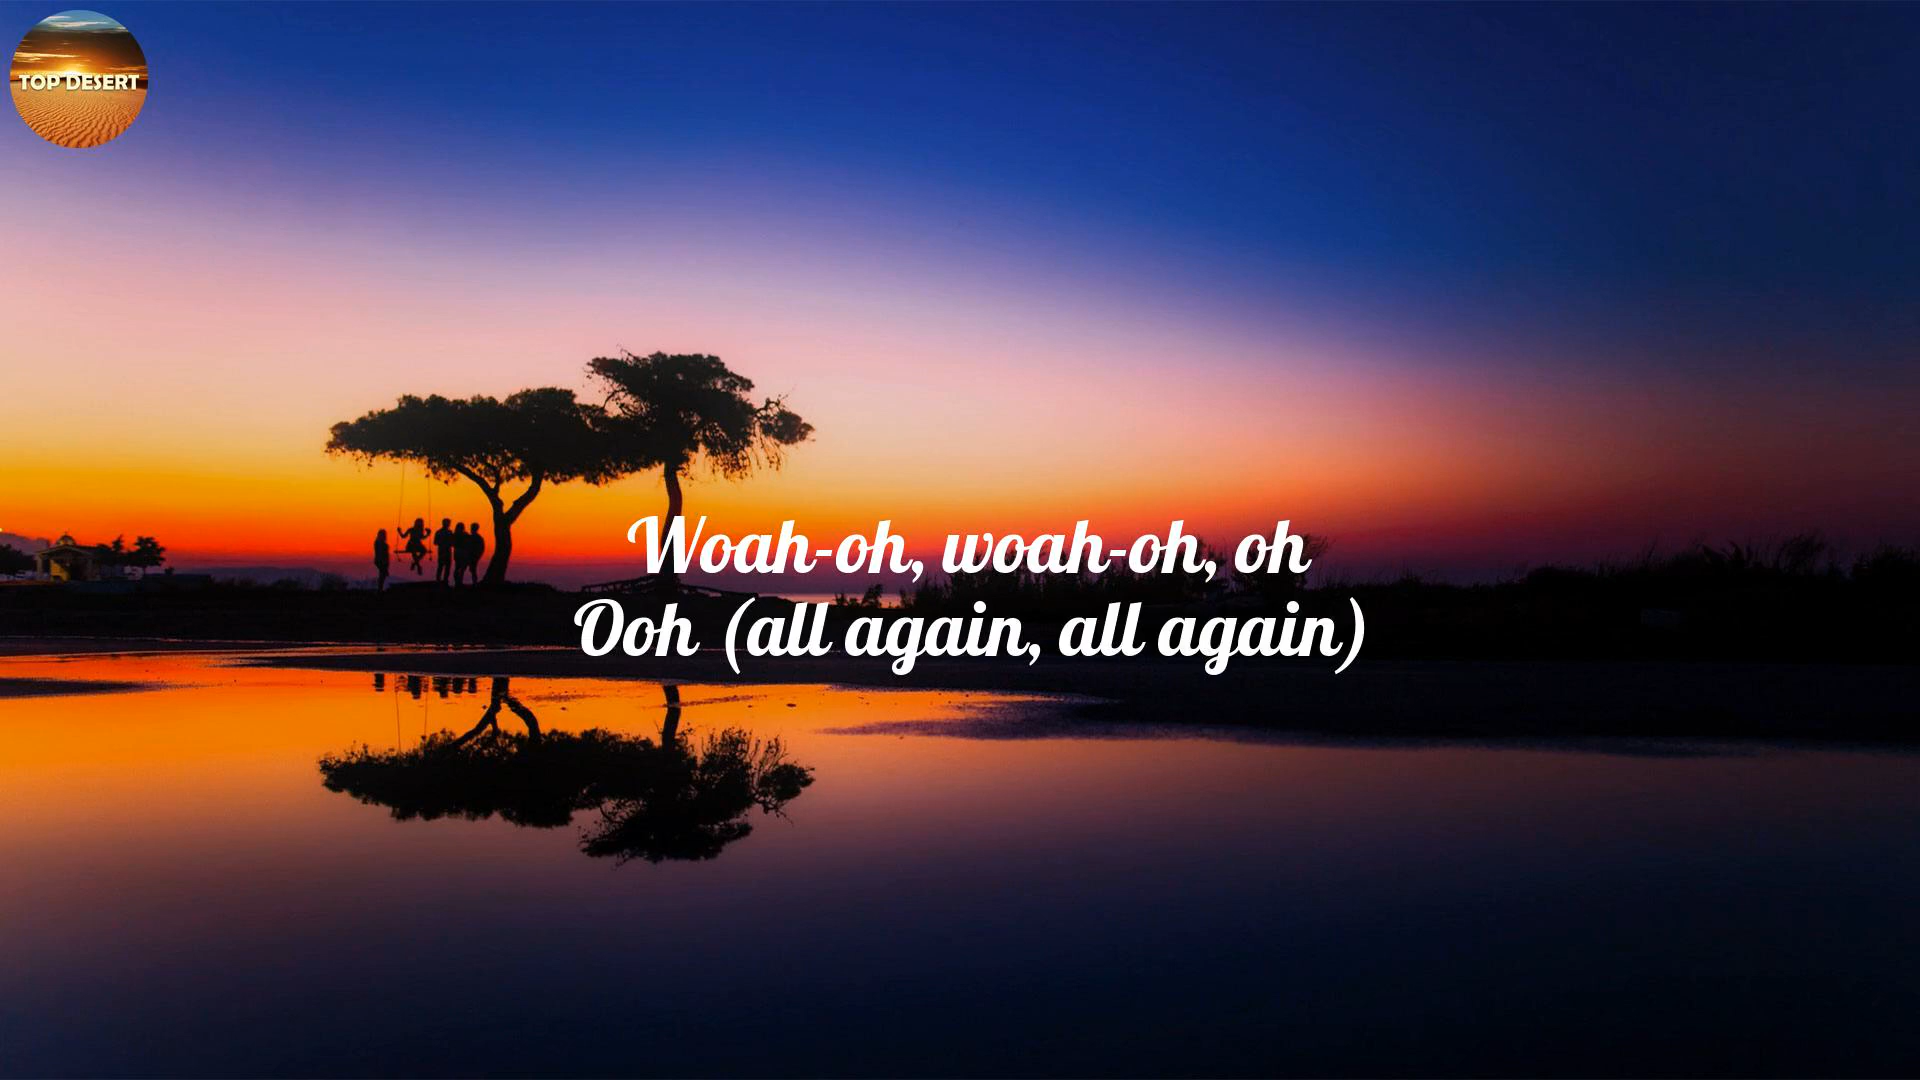 TOP DESERT
Woah-oh, woah-oh, oh
Ooh (all again, all again)